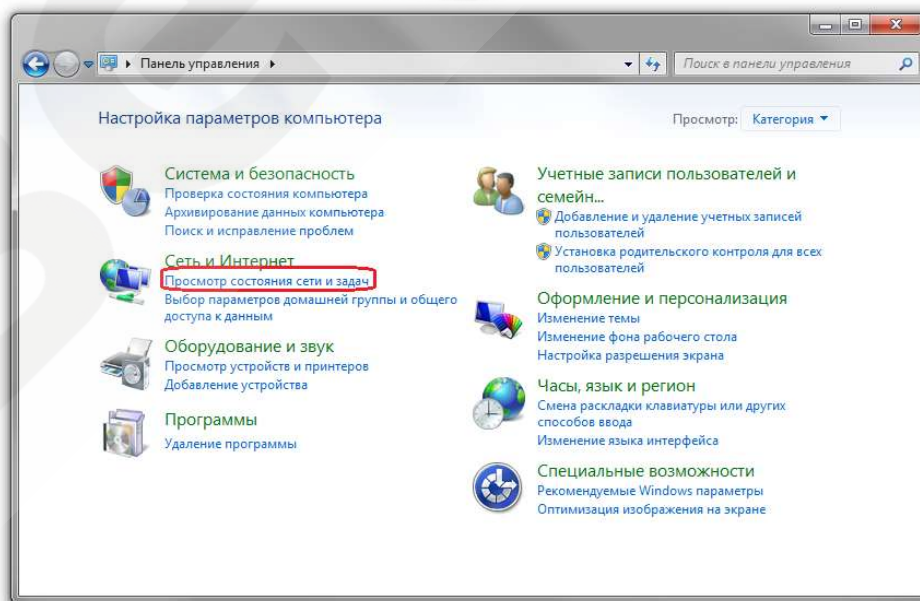 Панель управления
Поиск в панели управления
Настройка параметров компьютера
Просмотр: Категория
Система и безопасность
Проверка состояния компьютера
Архивирование данных компьютера
Поиск и исправление проблем
Сеть и Интернет
Просмотр состояния сети и задач
Выбор параметров домашней группы и общего
доступа к данным
Оборудование и звук
Просмотр устройств и принтеров
Добавление устройства
Программы
Удаление программы
Учетные записи пользователей и
семейн...
Добавление и удаление учетных записей
пользователей
Установка родительского контроля для всех
пользователей
Оформление и персонализация
Изменение темы
Изменение фона рабочего стола
Настройка разрешения экрана
Часы, язык и регион
Смена раскладки клавиатуры или других
способов ввода
Изменение языка интерфейса
Специальные возможности
Рекомендуемые Windows параметры
Оптимизация изображения на экране